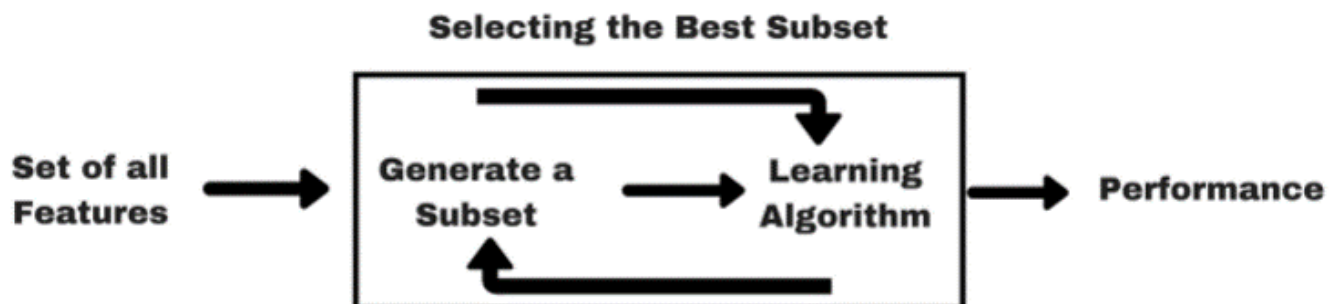 Selecting the Best Subset
Set of all
Features
Generate a
Subset
Learning
Algorithm
Performance